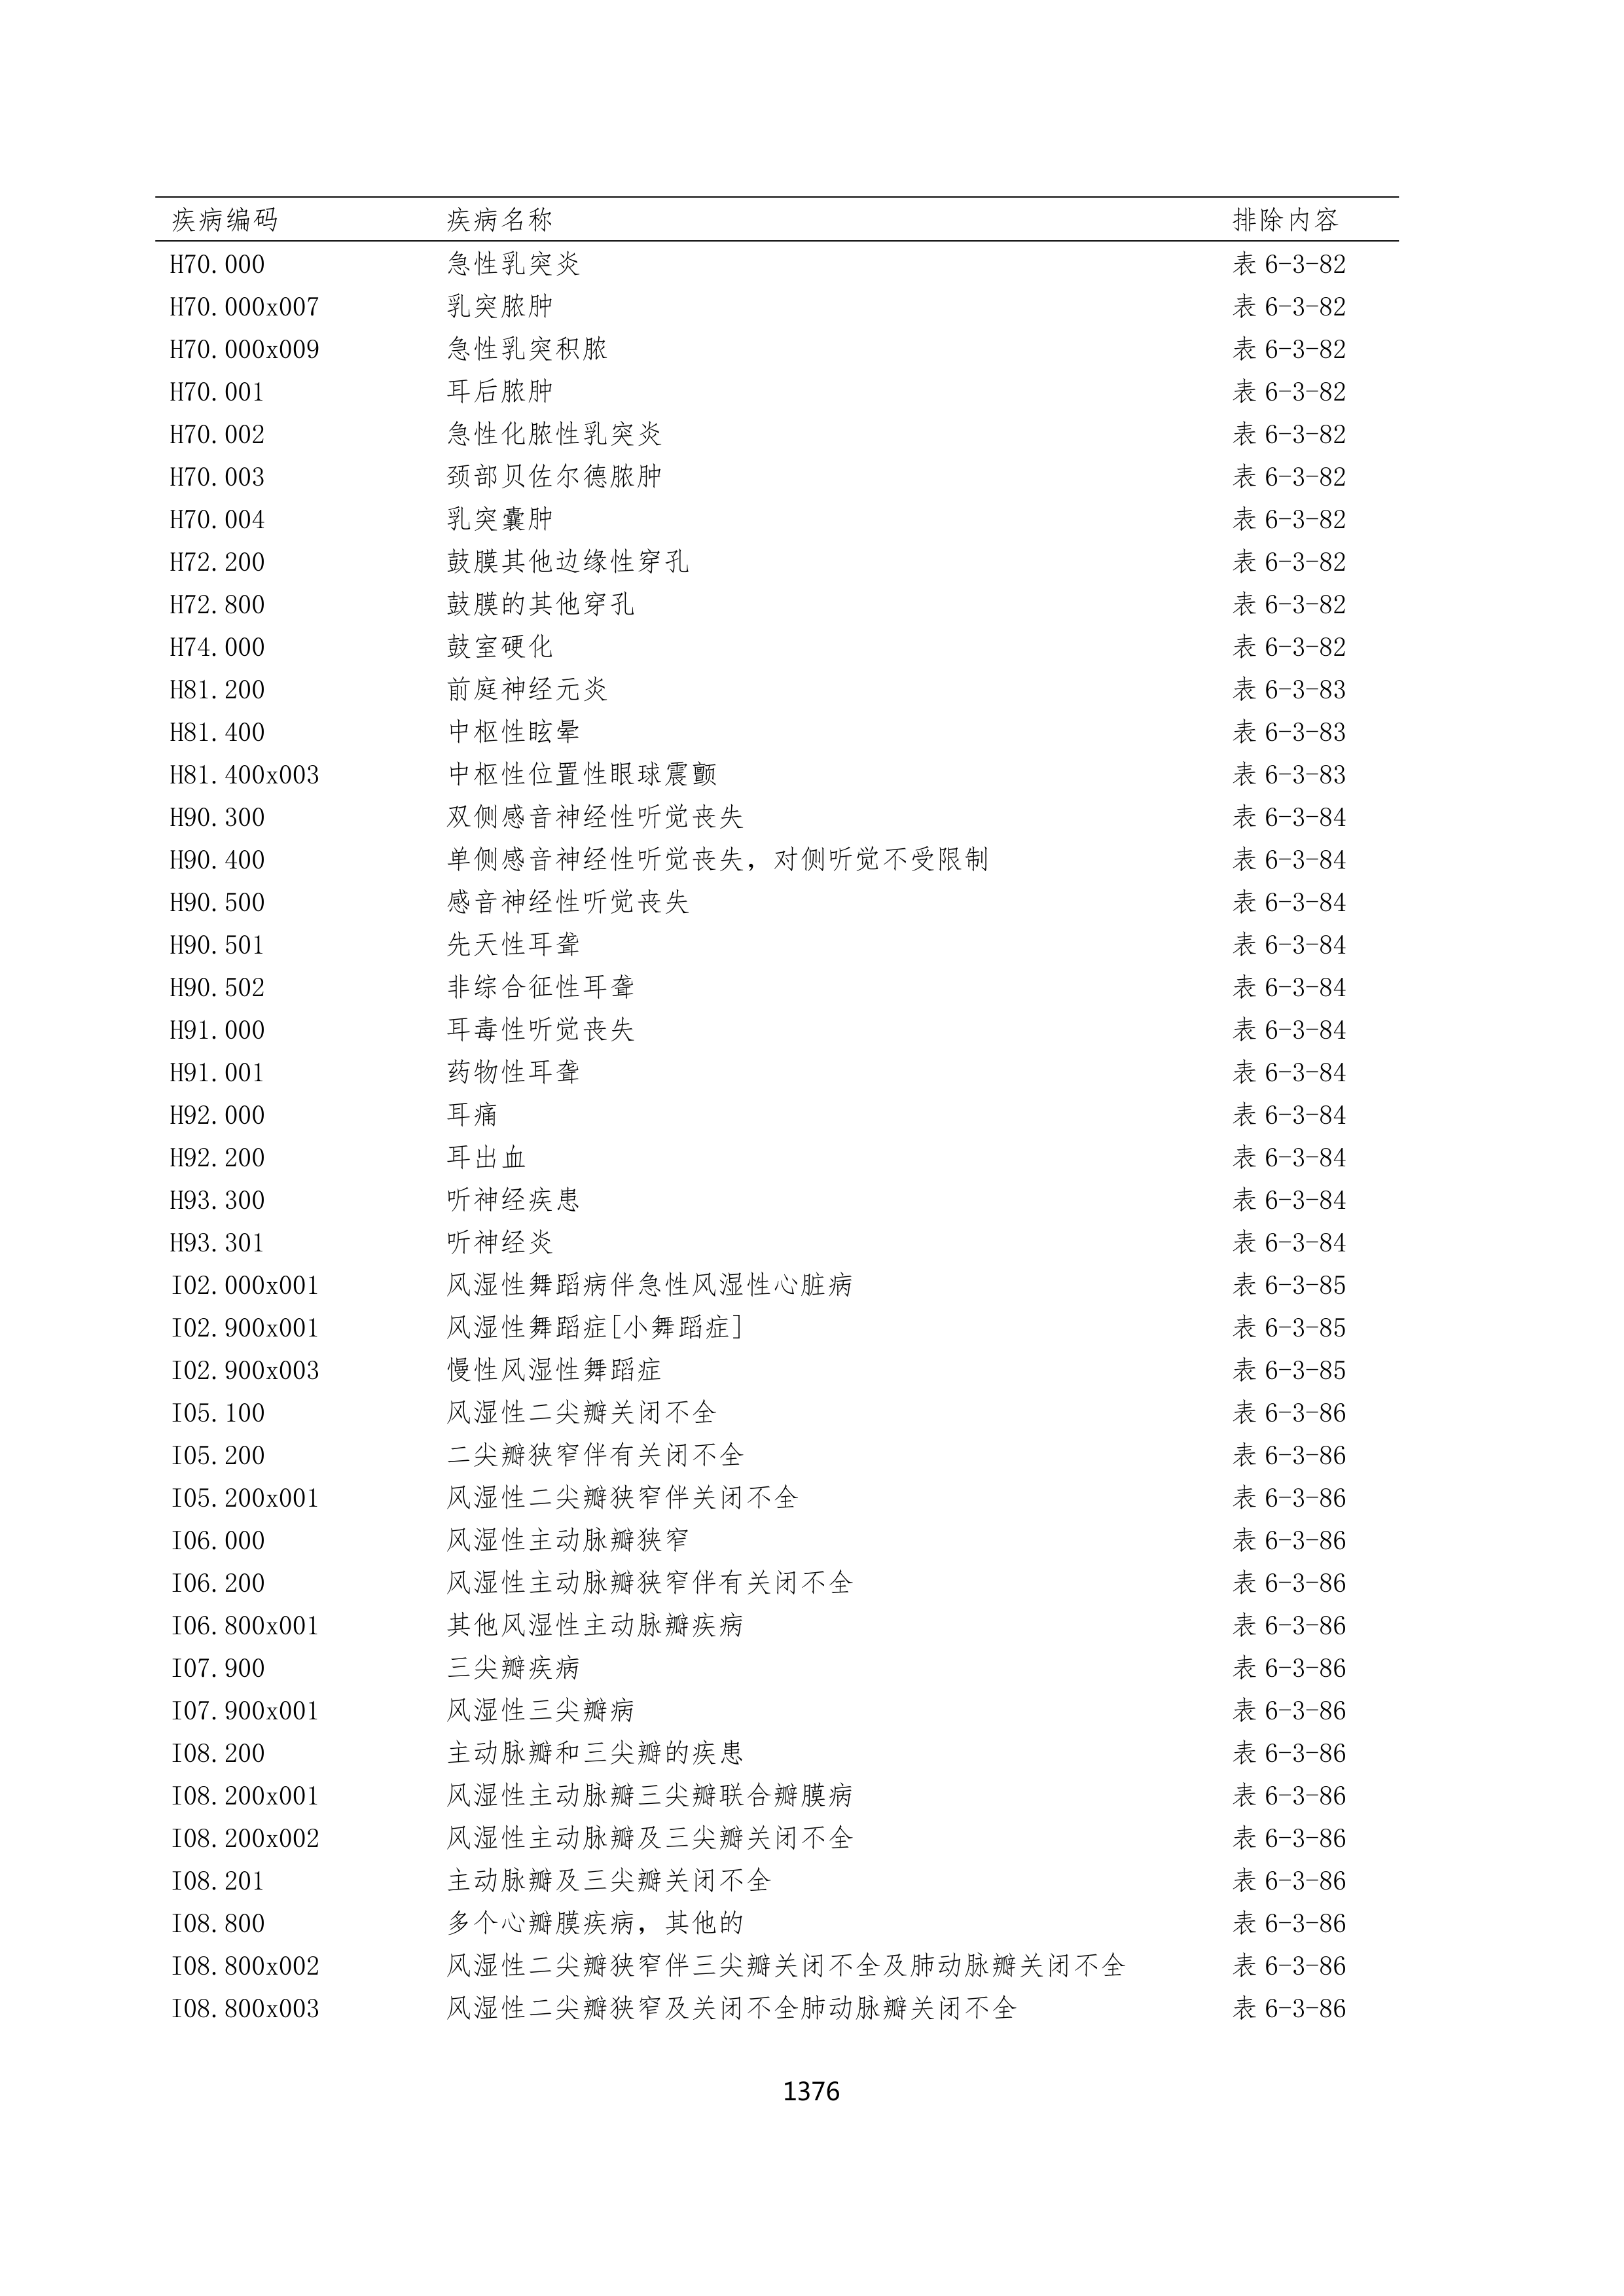 疾病编码 疾病名称 排除内容
H70.000 急性乳突炎 表 6-3-82
H70.000x007 乳突脓肿 表 6-3-82
H70.000x009 急性乳突积脓 表 6-3-82
H70.001 耳后脓肿 表 6-3-82
H70.002 急性化脓性乳突炎 表 6-3-82
H70.003 颈部贝佐尔德脓肿 表 6-3-82
H70.004 乳突囊肿 表 6-3-82
H72.200 鼓膜其他边缘性穿孔 表 6-3-82
H72.800 鼓膜的其他穿孔 表 6-3-82
H74.000 鼓室硬化 表 6-3-82
H81.200 前庭神经元炎 表 6-3-83
H81.400 中枢性眩晕 表 6-3-83
H81.400x003 中枢性位置性眼球震颤 表 6-3-83
H90.300 双侧感音神经性听觉丧失 表 6-3-84
H90.400 单侧感音神经性听觉丧失，对侧听觉不受限制 表 6-3-84
H90.500 感音神经性听觉丧失 表 6-3-84
H90.501 先天性耳聋 表 6-3-84
H90.502 非综合征性耳聋 表 6-3-84
H91.000 耳毒性听觉丧失 表 6-3-84
H91.001 药物性耳聋 表 6-3-84
H92.000 耳痛 表 6-3-84
H92.200 耳出血 表 6-3-84
H93.300 听神经疾患 表 6-3-84
H93.301 听神经炎 表 6-3-84
I02.000x001 风湿性舞蹈病伴急性风湿性心脏病 表 6-3-85
I02.900x001 风湿性舞蹈症[小舞蹈症] 表 6-3-85
I02.900x003 慢性风湿性舞蹈症 表 6-3-85
I05.100 风湿性二尖瓣关闭不全 表 6-3-86
I05.200 二尖瓣狭窄伴有关闭不全 表 6-3-86
I05.200x001 风湿性二尖瓣狭窄伴关闭不全 表 6-3-86
I06.000 风湿性主动脉瓣狭窄 表 6-3-86
I06.200 风湿性主动脉瓣狭窄伴有关闭不全 表 6-3-86
I06.800x001 其他风湿性主动脉瓣疾病 表 6-3-86
I07.900 三尖瓣疾病 表 6-3-86
I07.900x001 风湿性三尖瓣病 表 6-3-86
I08.200 主动脉瓣和三尖瓣的疾患 表 6-3-86
I08.200x001 风湿性主动脉瓣三尖瓣联合瓣膜病 表 6-3-86
I08.200x002 风湿性主动脉瓣及三尖瓣关闭不全 表 6-3-86
I08.201 主动脉瓣及三尖瓣关闭不全 表 6-3-86
I08.800 多个心瓣膜疾病，其他的 表 6-3-86
I08.800x002 风湿性二尖瓣狭窄伴三尖瓣关闭不全及肺动脉瓣关闭不全 表 6-3-86
I08.800x003 风湿性二尖瓣狭窄及关闭不全肺动脉瓣关闭不全 表 6-3-86
1376